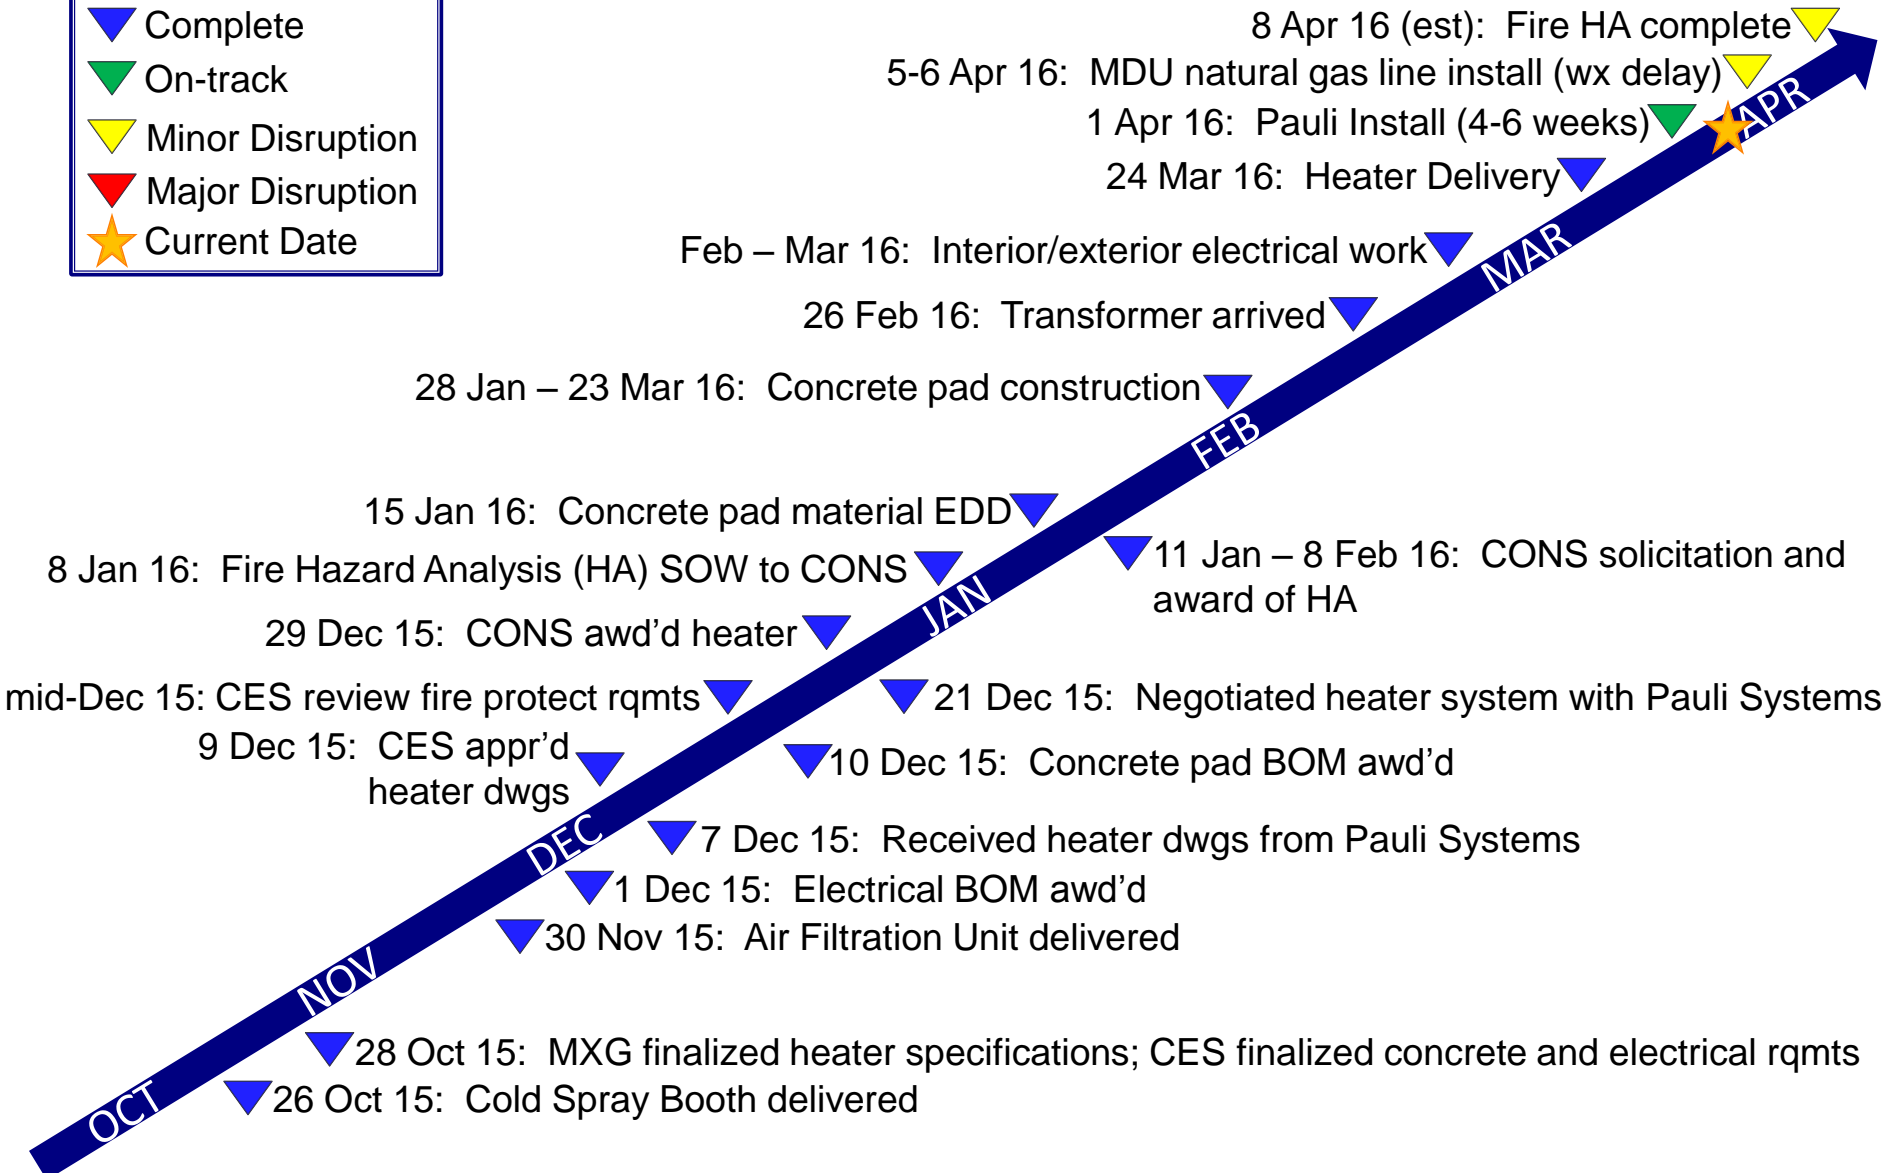 Complete
On-track
Minor Disruption
Major Disruption
Current Date
8 Apr 16 (est): Fire HA complete
5-6 Apr 16: MDU natural gas line install (wx delay)
1 Apr 16: Pauli Install (4-6 weeks)
APR
24 Mar 16: Heater Delivery
Feb – Mar 16: Interior/exterior electrical work
MAR
26 Feb 16: Transformer arrived
28 Jan – 23 Mar 16: Concrete pad construction
FEB
15 Jan 16: Concrete pad material EDD
11 Jan – 8 Feb 16: CONS solicitation and
award of HA
8 Jan 16: Fire Hazard Analysis (HA) SOW to CONS
JAN
29 Dec 15: CONS awd’d heater
mid-Dec 15: CES review fire protect rqmts
21 Dec 15: Negotiated heater system with Pauli Systems
9 Dec 15: CES appr’d
heater dwgs
10 Dec 15: Concrete pad BOM awd’d
DEC
7 Dec 15: Received heater dwgs from Pauli Systems
1 Dec 15: Electrical BOM awd’d
30 Nov 15: Air Filtration Unit delivered
NOV
28 Oct 15: MXG finalized heater specifications; CES finalized concrete and electrical rqmts
26 Oct 15: Cold Spray Booth delivered
OCT